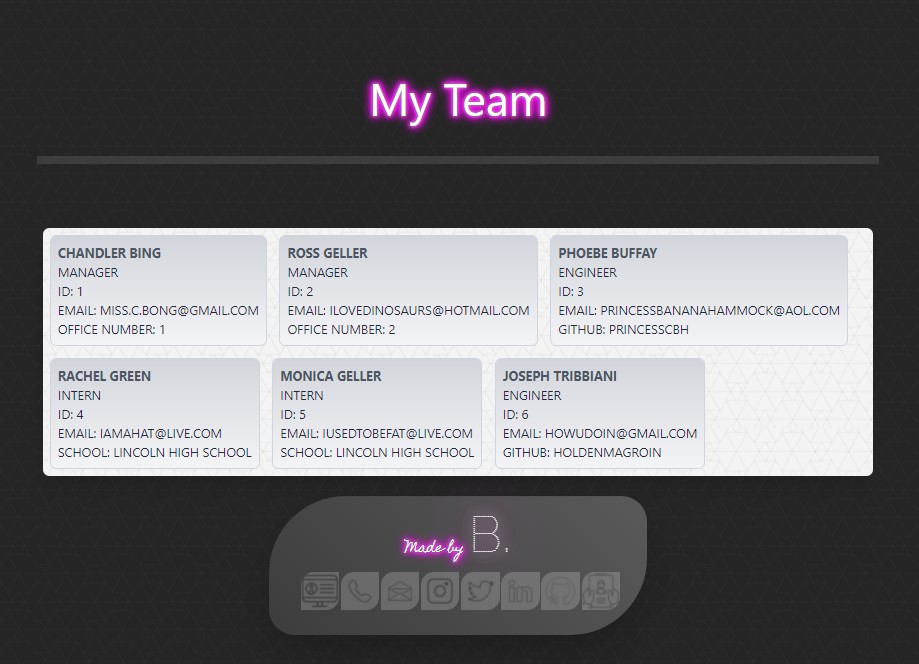 My Team
CHANDLER BING
MANAGER
ID: 1
EMAIL: MISS.C.BONG@GMAIL.COM
OFFICE NUMBER: 1
ROSS GELLER
MANAGER
ID: 2
EMAIL: ILOVEDINOSAURS@HOTMAIL.COM
OFFICE NUMBER: 2
PHOEBE BUFFAY
ENGINEER
ID: 3
EMAIL: PRINCESSBANANAHAMMOCK@AOL.COM
GITHUB: PRINCESSCBH
RACHEL GREEN
INTERN
ID: 4
EMAIL: IAMAHAT@LIVE.COM
SCHOOL: LINCOLN HIGH SCHOOL
MONICA GELLER
INTERN
ID: 5
EMAIL: IUSEDTOBEFAT@LIVE.COM
SCHOOL: LINCOLN HIGH SCHOOL
JOSEPH TRIBBIANI
ENGINEER
ID: 6
EMAIL: HOWUDOIN@GMAIL.COM
GITHUB: HOLDENMAGROIN
Made by B.
in